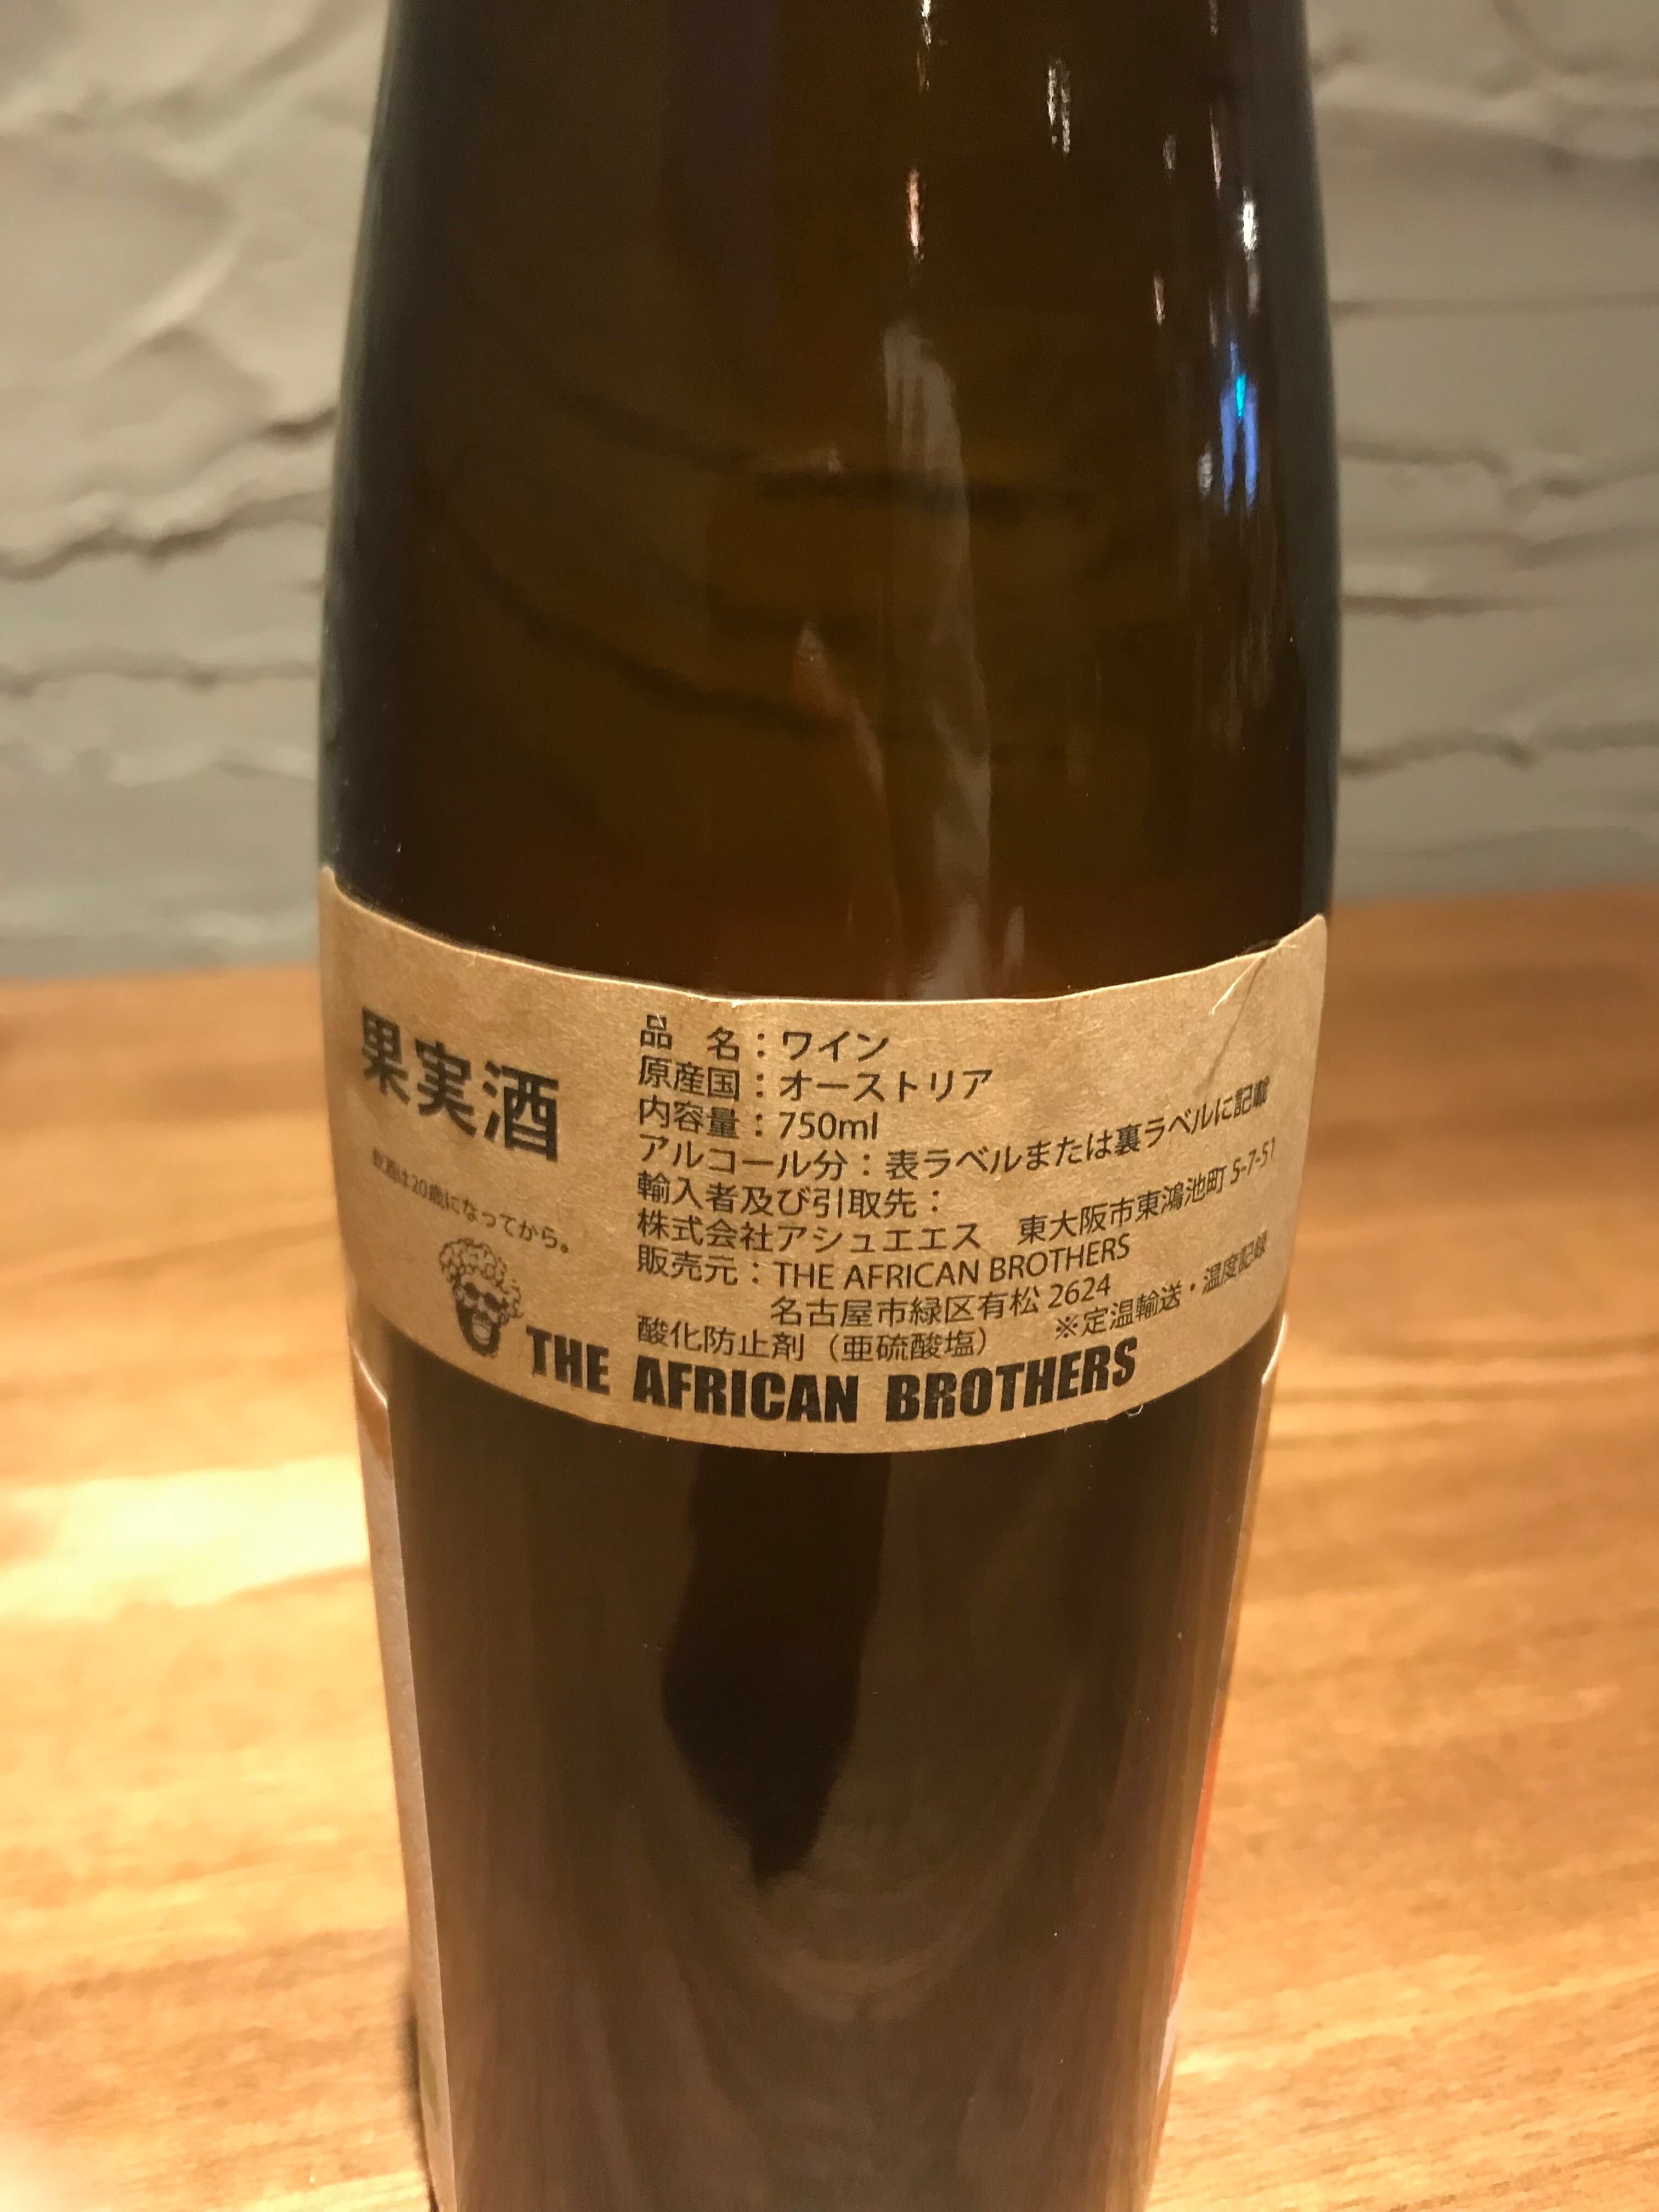 果実酒
飲酒は20歳になってから。
品　名：ワイン
原産国：オーストリア
内容量：750ml
アルコール分：表ラベルまたは裏ラベルに記載
輸入者及び引取先：
株式会社アシュエエス　東大阪市東鴻池町 5-7-51
販売元：THE AFRICAN BROTHERS
名古屋市緑区有松 2624
酸化防止剤（亜硫酸塩）　※定温輸送・温度記録
THE AFRICAN BROTHERS